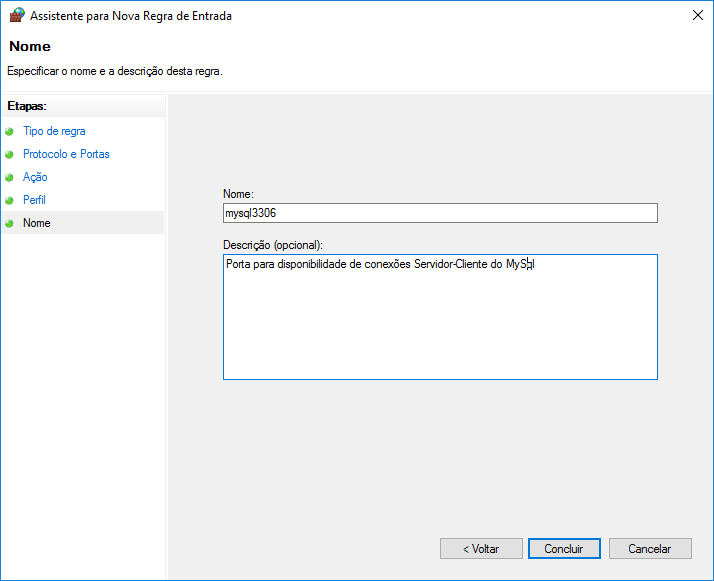 Assistente para Nova Regra de Entrada
Nome
Especificar o nome e a descrição desta regra.
Etapas:
Tipo de regra
Protocolo e Portas
Ação
Perfil
Nome
Nome:
mysql3306
Descrição (opcional):
Porta para disponibilidade de conexões Servidor-Cliente do MySql
< Voltar
Concluir
Cancelar